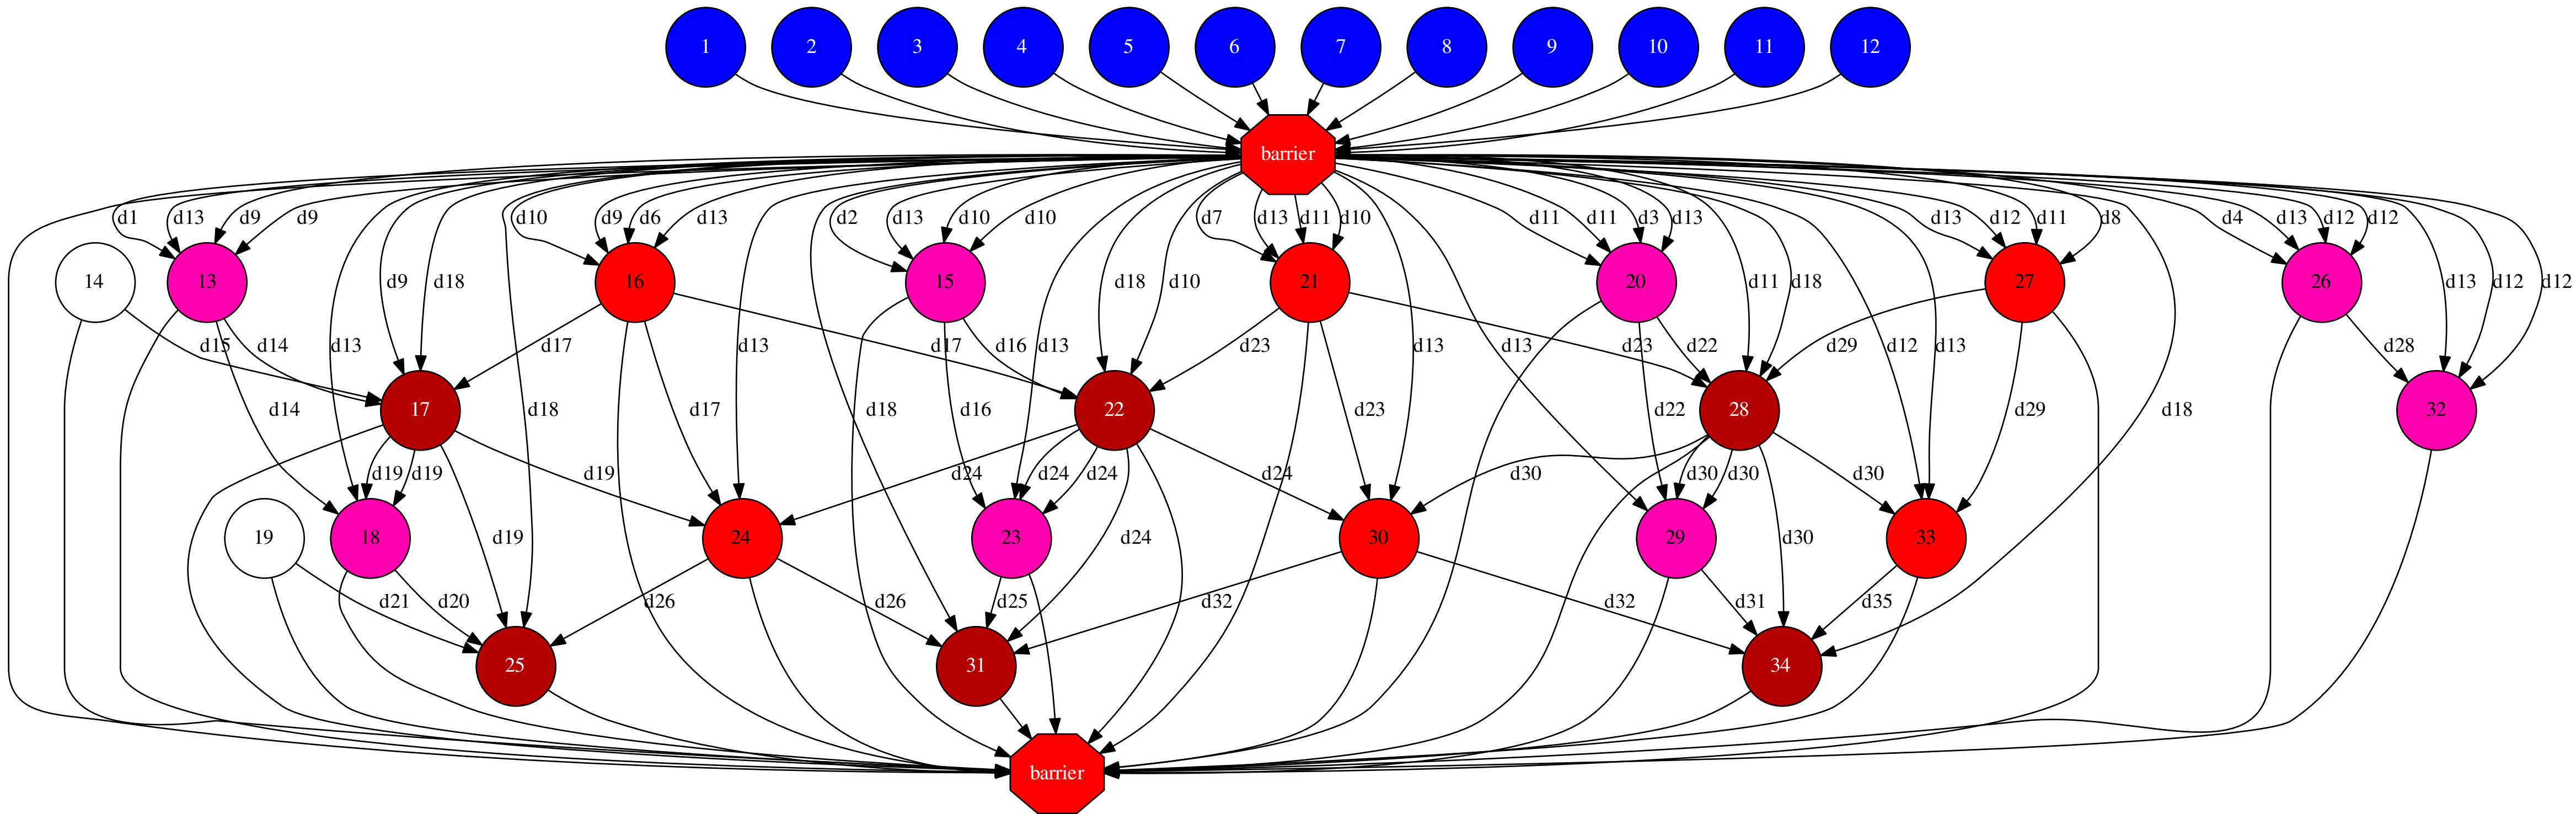 1 2 3 4 5 6 7 8 9 10 11 12
barrier
d1 d13 d9 d9 d10 d9 d6 d13 d2 d13 d10 d10 d7 d13 d11 d10 d11 d11 d3 d13 d13 d12 d11 d8 d4 d13 d12 d12
14 13 d9 d18 16 15 d18 d10 21 20 d11 d18 27 26 d13 d12 d12
d15 d14 d13 d17 d13 d17 d16 d13 d23 d13 d13 d23 d22 d29 d12 d13 d28
d14 17 d18 d17 d18 d16 22 d23 d22 28 d29 d18 32
d19 d19 d19 d24 d24 d24 d24 d30 d30 d30 d30
19 18 d19 24 23 d24 30 29 d30 33
d21 d20 d26 d26 d25 d32 d32 d31 d35
25 31 34
barrier